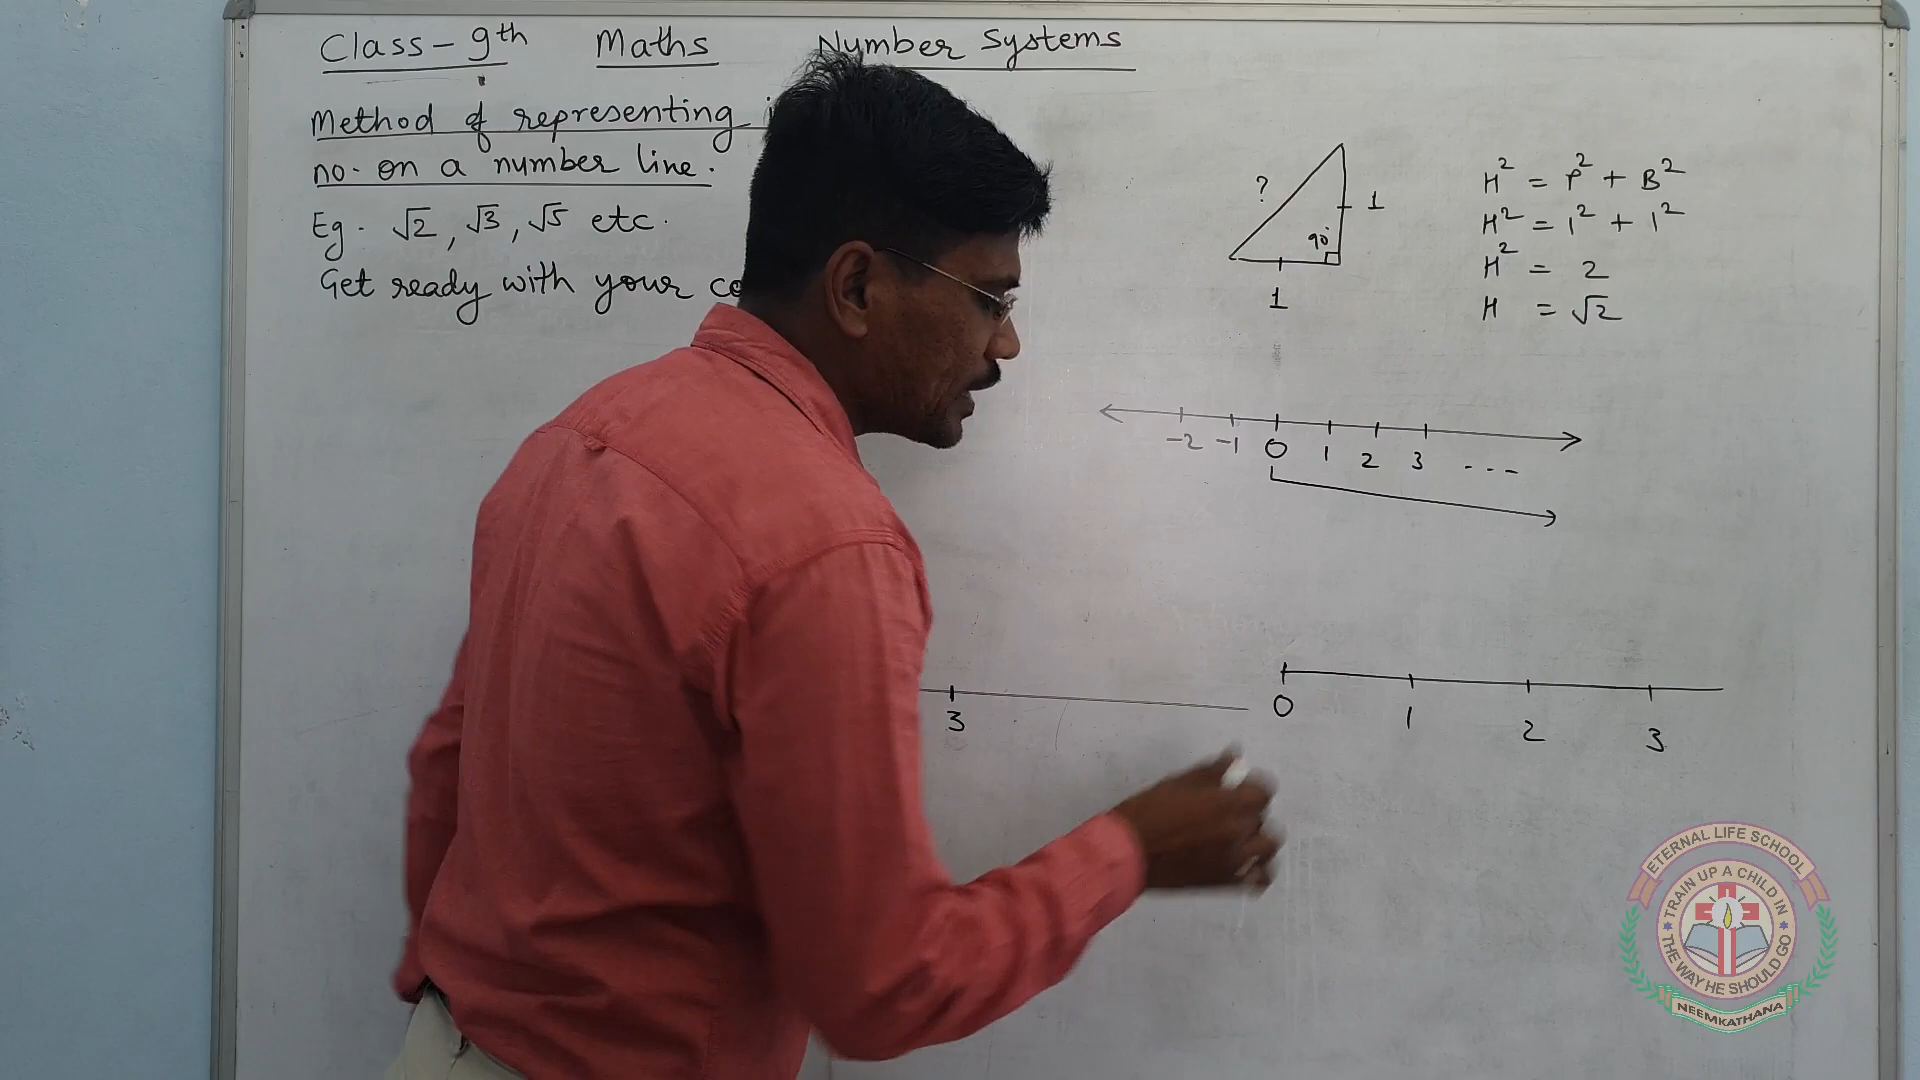 Class - 9th Maths Number Systems
Method of representing
no. on a number line.
Eg. √2, √3, √5 etc.
Get ready with your
?
1
90°
1
H² = P² + B²
H² = 1² + 1²
H² = 2
H = √2
-2 -1 0 1 2 3 ---
3
0 1 2 3
ETERNAL LIFE SCHOOL
TRAIN UP A CHILD IN
THE WAY HE SHOULD GO
NEEMKATHANA